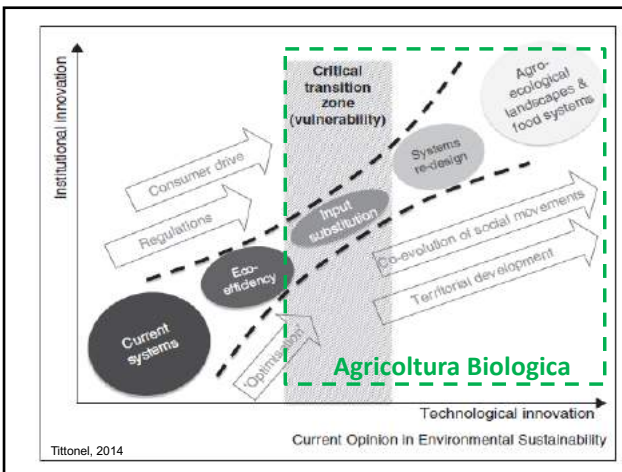 Institutional innovation
Critical
transition
zone
(vulnerability)
Agro-
ecological
landscapes &
food systems
Consumer drive
Regulations
Systems
re-design
Input
substitution
Eco-
efficiency
Co-evolution of social movements
Territorial development
Current
systems
"Optimisation"
Agricoltura Biologica
Technological innovation
Tittonel, 2014
Current Opinion in Environmental Sustainability